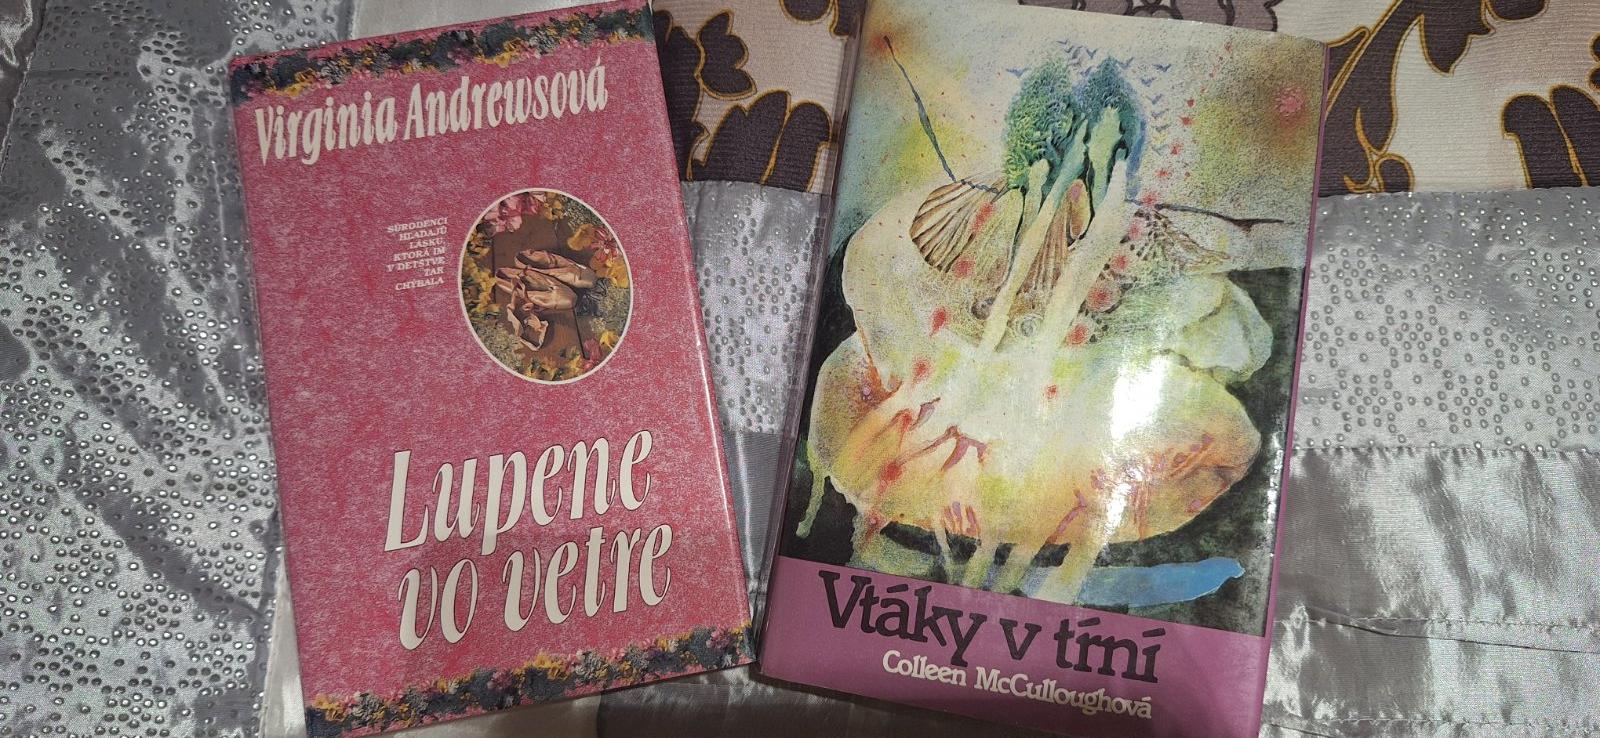 Virginia Andrewsová
SÚRODENCI
HĽADAJÚ
LÁSKU,
KTORÁ IM
V DETSTVE
TAK
CHÝBALA
Lupene
vo vetre
Vtáky v tŕní
Colleen McCulloughová